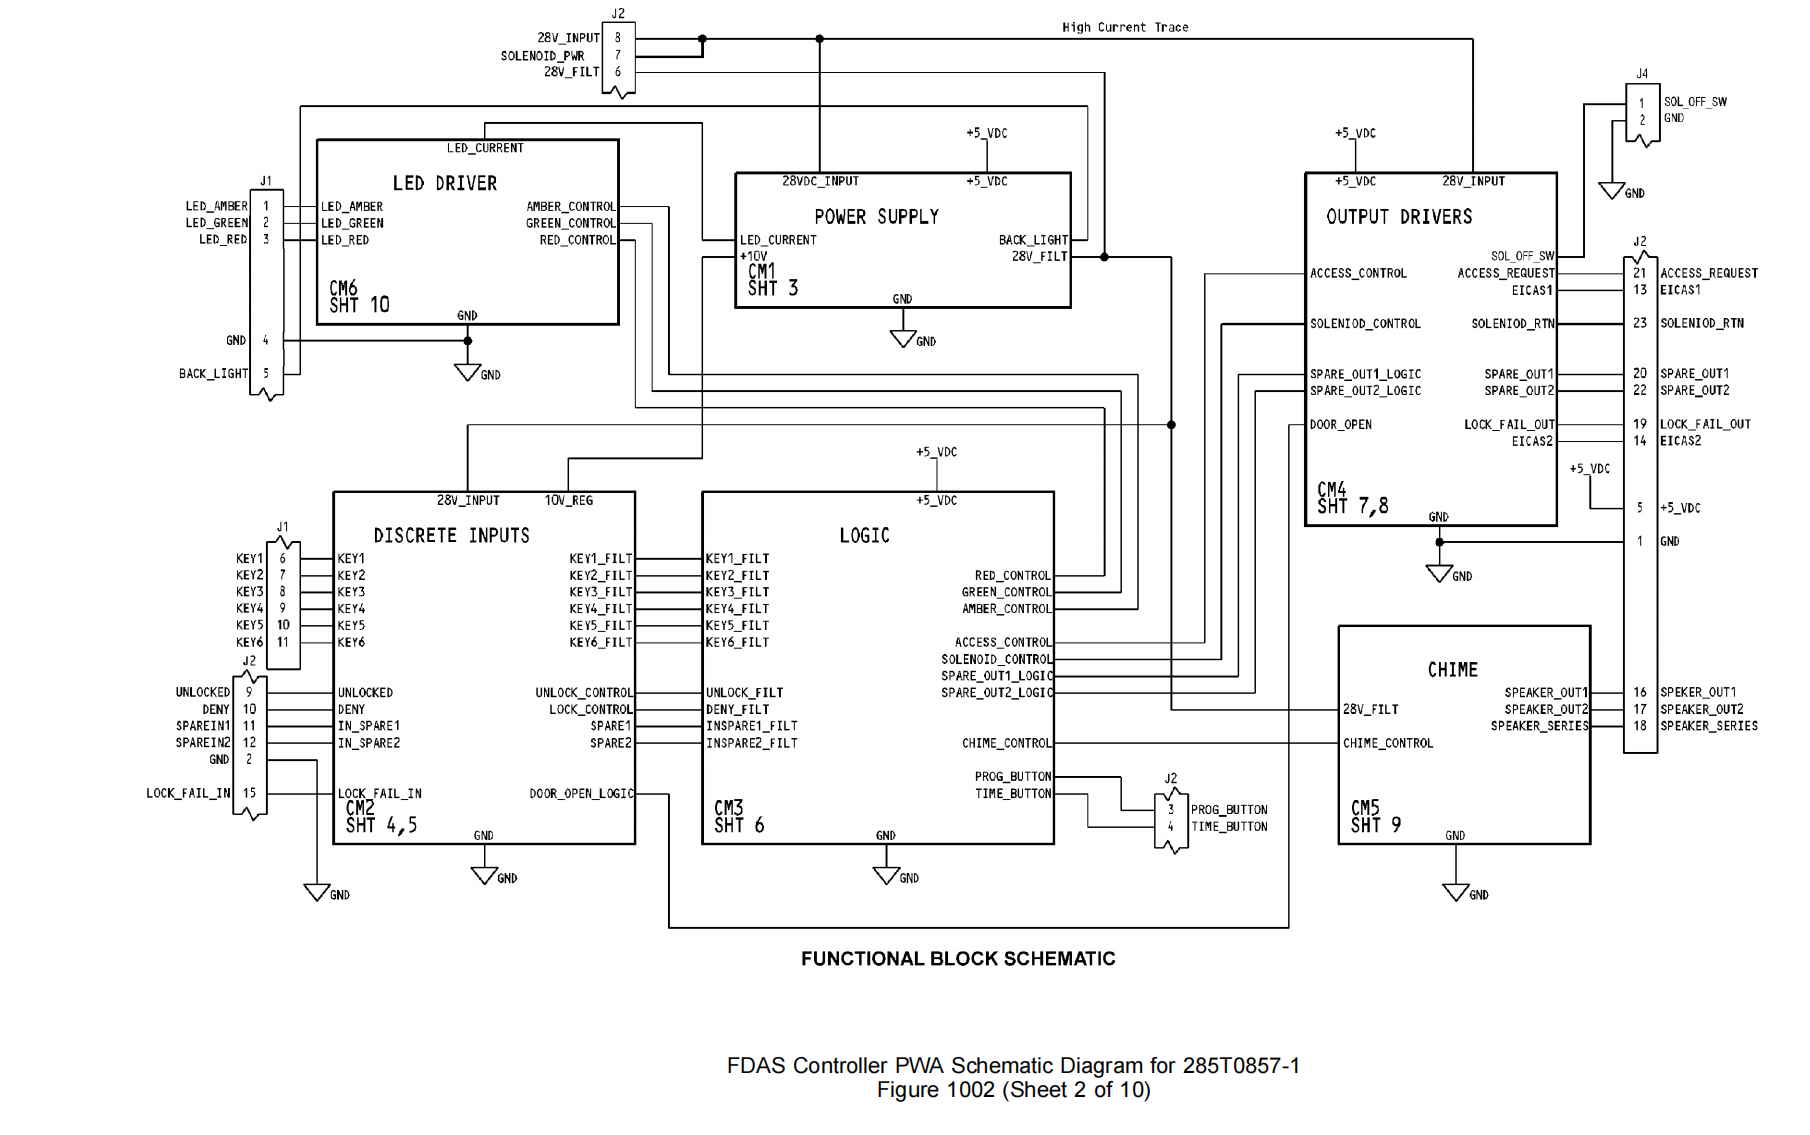 J2
High Current Trace
28V_INPUT 8
SOLENOID_PWR 7
28V_FILT 6
J4
1 SOL_OFF_SW
2 GND
GND
LED_CURRENT
LED DRIVER
J1
LED_AMBER 1 LED_AMBER AMBER_CONTROL
LED_GREEN 2 LED_GREEN GREEN_CONTROL
LED_RED 3 LED_RED RED_CONTROL
CM6
SHT 10
GND
GND 4
GND
BACK_LIGHT 5
+5_VDC
28VDC_INPUT +5_VDC
POWER SUPPLY
LED_CURRENT BACK_LIGHT
+10V 28V_FILT
CM1
SHT 3
GND
GND
+5_VDC
+5_VDC 28V_INPUT
OUTPUT DRIVERS
SOL_OFF_SW
ACCESS_CONTROL ACCESS_REQUEST
EICAS1
SOLENIOD_CONTROL SOLENIOD_RTN
SPARE_OUT1_LOGIC SPARE_OUT1
SPARE_OUT2_LOGIC SPARE_OUT2
DOOR_OPEN LOCK_FAIL_OUT
EICAS2
CM4
SHT 7,8
GND
GND
J2
21 ACCESS_REQUEST
13 EICAS1
23 SOLENIOD_RTN
20 SPARE_OUT1
22 SPARE_OUT2
19 LOCK_FAIL_OUT
14 EICAS2
+5_VDC
5 +5_VDC
1 GND
16 SPEKER_OUT1
17 SPEAKER_OUT2
18 SPEAKER_SERIES
28V_INPUT 10V_REG
DISCRETE INPUTS
J1
KEY1 6 KEY1 KEY1_FILT
KEY2 7 KEY2 KEY2_FILT
KEY3 8 KEY3 KEY3_FILT
KEY4 9 KEY4 KEY4_FILT
KEY5 10 KEY5 KEY5_FILT
KEY6 11 KEY6 KEY6_FILT
J2
UNLOCKED 9 UNLOCKED UNLOCK_CONTROL
DENY 10 DENY LOCK_CONTROL
SPAREIN1 11 IN_SPARE1 SPARE1
SPAREIN2 12 IN_SPARE2 SPARE2
GND 2
LOCK_FAIL_IN 15 LOCK_FAIL_IN DOOR_OPEN_LOGIC
CM2
SHT 4,5
GND
GND
GND
+5_VDC
+5_VDC
LOGIC
KEY1_FILT
KEY2_FILT RED_CONTROL
KEY3_FILT GREEN_CONTROL
KEY4_FILT AMBER_CONTROL
KEY5_FILT
KEY6_FILT ACCESS_CONTROL
SOLENOID_CONTROL
SPARE_OUT1_LOGIC
UNLOCK_FILT SPARE_OUT2_LOGIC
DENY_FILT
INSPARE1_FILT
INSPARE2_FILT CHIME_CONTROL
PROG_BUTTON
TIME_BUTTON
CM3
SHT 6
GND
GND
J2
3 PROG_BUTTON
4 TIME_BUTTON
CHIME
SPEAKER_OUT1
28V_FILT SPEAKER_OUT2
SPEAKER_SERIES
CHIME_CONTROL
CM5
SHT 9
GND
GND
FUNCTIONAL BLOCK SCHEMATIC
FDAS Controller PWA Schematic Diagram for 285T0857-1
Figure 1002 (Sheet 2 of 10)